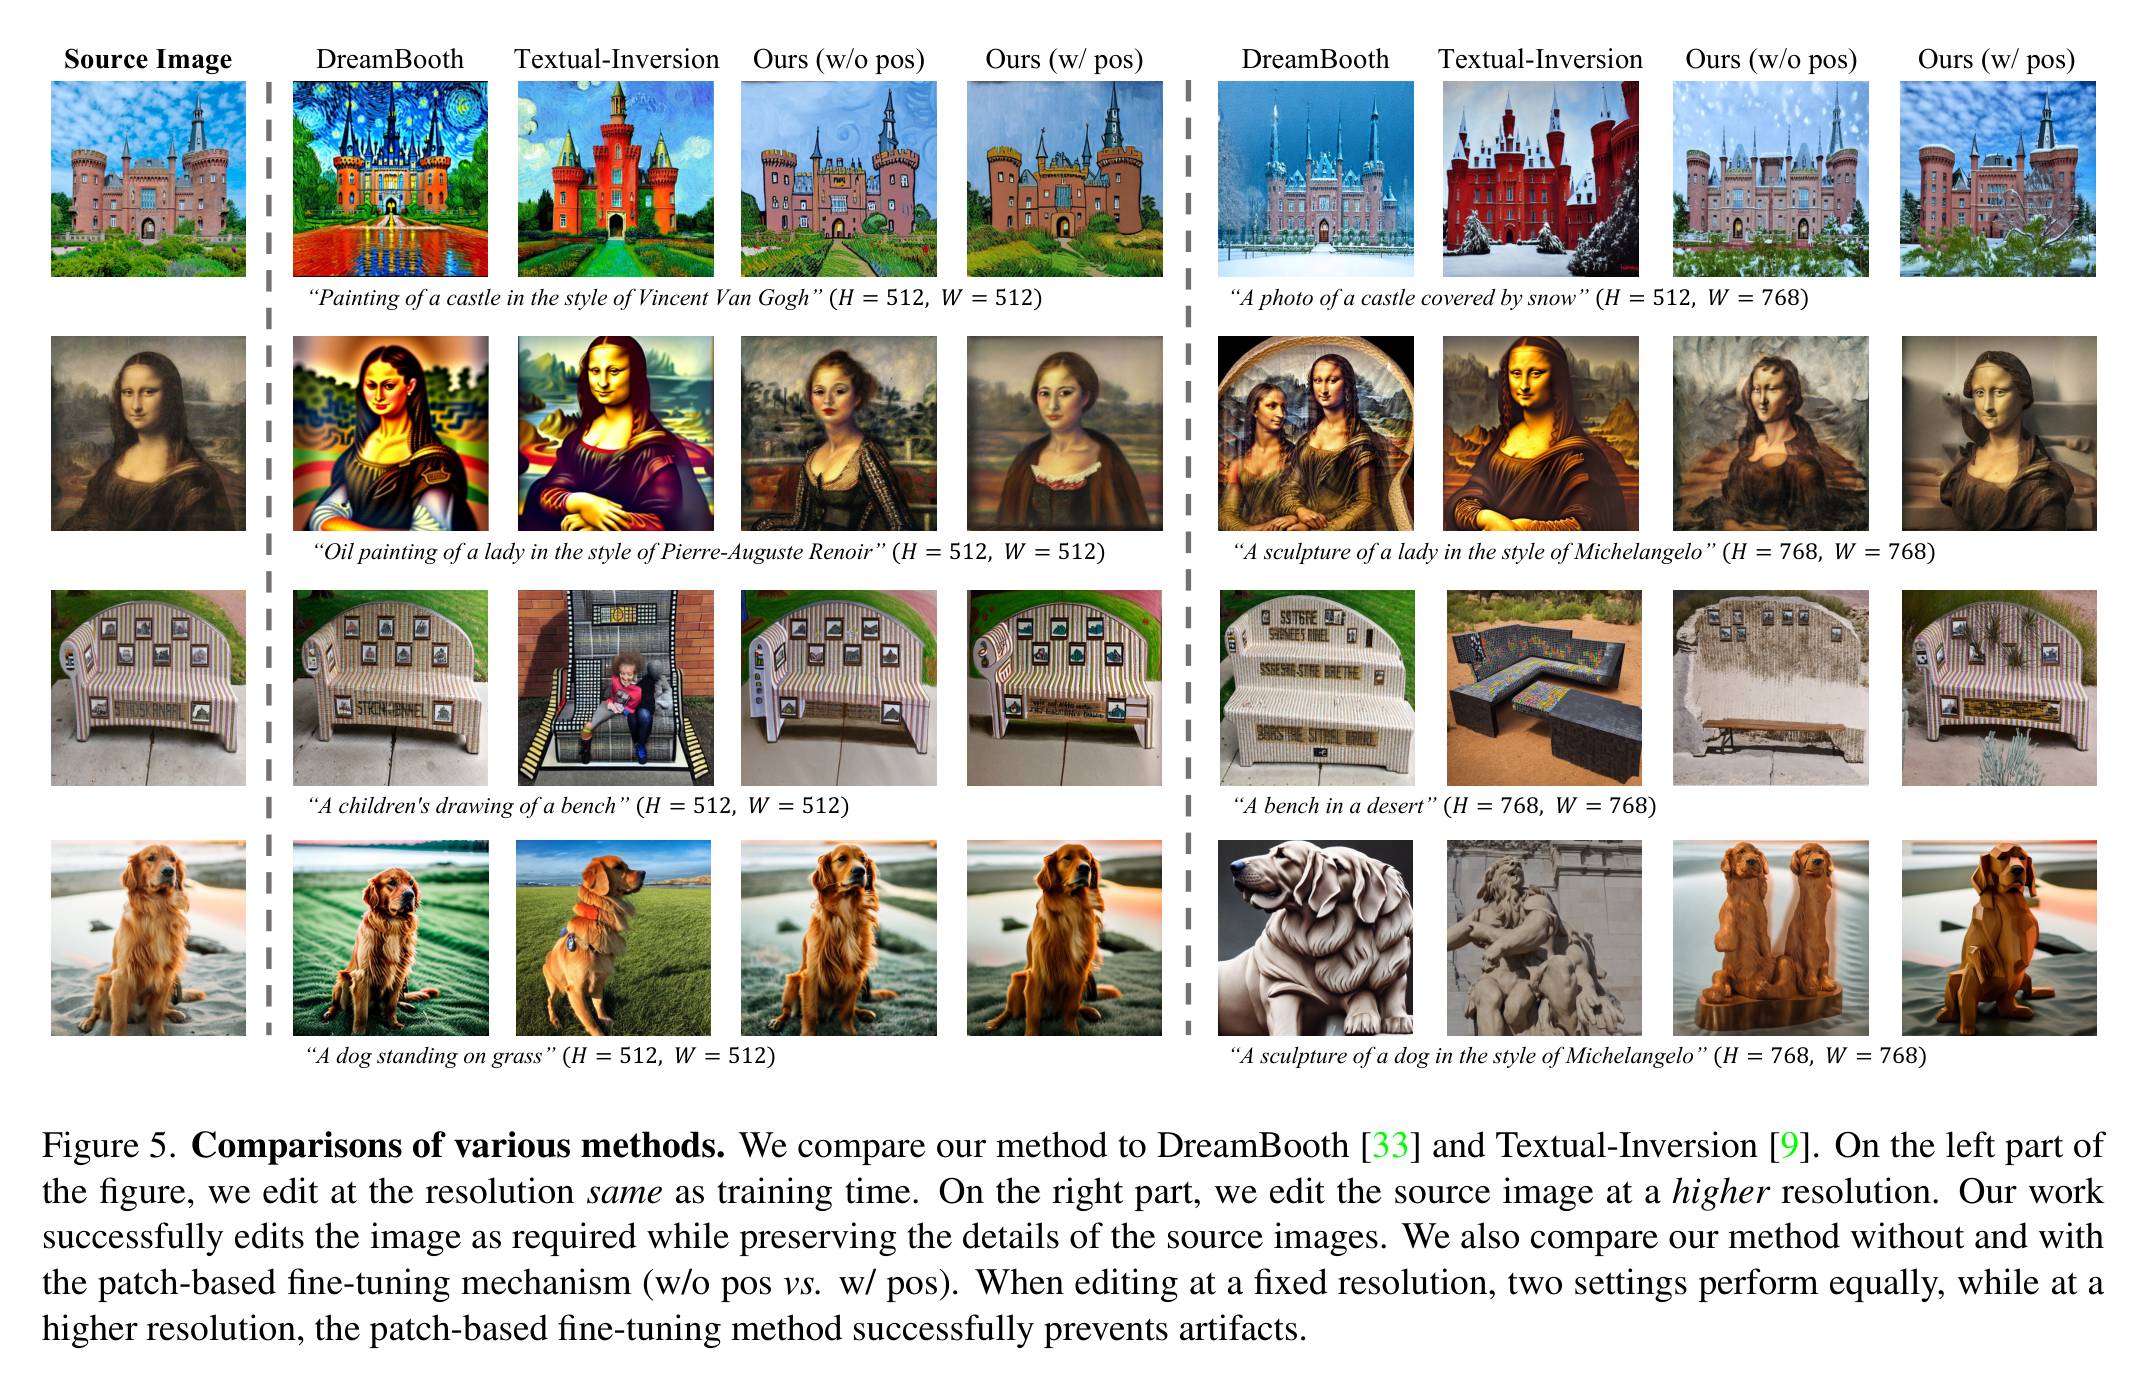 Source Image DreamBooth Textual-Inversion Ours (w/o pos) Ours (w/ pos) DreamBooth Textual-Inversion Ours (w/o pos) Ours (w/ pos)
“Painting of a castle in the style of Vincent Van Gogh” (H = 512, W = 512)
“A photo of a castle covered by snow” (H = 512, W = 768)
“Oil painting of a lady in the style of Pierre-Auguste Renoir” (H = 512, W = 512)
“A sculpture of a lady in the style of Michelangelo” (H = 768, W = 768)
“A children's drawing of a bench” (H = 512, W = 512)
“A bench in a desert” (H = 768, W = 768)
“A dog standing on grass” (H = 512, W = 512)
“A sculpture of a dog in the style of Michelangelo” (H = 768, W = 768)
Figure 5. Comparisons of various methods. We compare our method to DreamBooth [33] and Textual-Inversion [9]. On the left part of
the figure, we edit at the resolution same as training time. On the right part, we edit the source image at a higher resolution. Our work
successfully edits the image as required while preserving the details of the source images. We also compare our method without and with
the patch-based fine-tuning mechanism (w/o pos vs. w/ pos). When editing at a fixed resolution, two settings perform equally, while at a
higher resolution, the patch-based fine-tuning method successfully prevents artifacts.